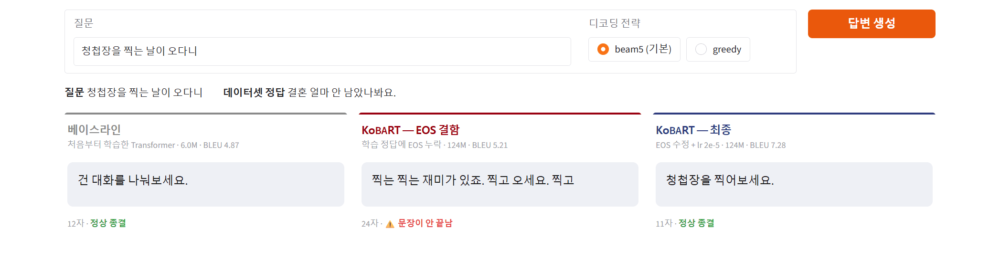 질문
청첩장을 찍는 날이 오다니
디코딩 전략
beam5 (기본)
greedy
답변 생성
질문 청첩장을 찍는 날이 오다니 데이터셋 정답 결혼 얼마 안 남았나봐요.
베이스라인
처음부터 학습한 Transformer · 6.0M · BLEU 4.87
건 대화를 나눠보세요.
12자 · 정상 종결
KoBART — EOS 결함
학습 정답에 EOS 누락 · 124M · BLEU 5.21
찍는 찍는 재미가 있죠. 찍고 오세요. 찍고
24자 · ⚠ 문장이 안 끝남
KoBART — 최종
EOS 수정 + lr 2e-5 · 124M · BLEU 7.28
청첩장을 찍어보세요.
11자 · 정상 종결